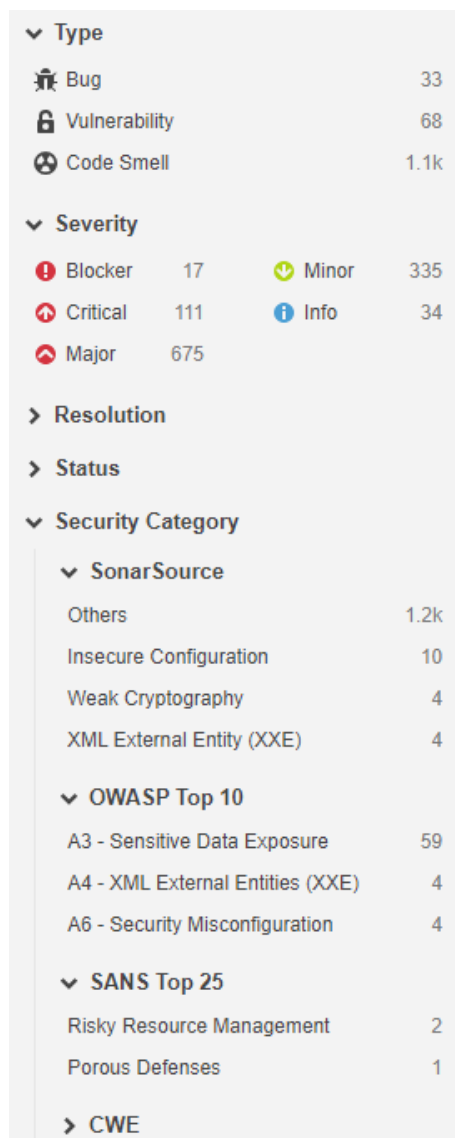 Type
Bug 33
Vulnerability 68
Code Smell 1.1k
Severity
Blocker 17 Minor 335
Critical 111 Info 34
Major 675
Resolution
Status
Security Category
SonarSource
Others 1.2k
Insecure Configuration 10
Weak Cryptography 4
XML External Entity (XXE) 4
OWASP Top 10
A3 - Sensitive Data Exposure 59
A4 - XML External Entities (XXE) 4
A6 - Security Misconfiguration 4
SANS Top 25
Risky Resource Management 2
Porous Defenses 1
CWE